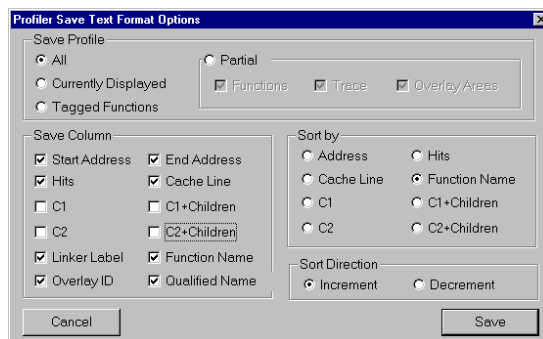 Profiler Save Text Format Options
Save Profile
All
Partial
Currently Displayed
Functions Trace Overlay Areas
Tagged Functions
Save Column
Start Address End Address
Hits Cache Line
C1 C1+Children
C2 C2+Children
Linker Label Function Name
Overlay ID Qualified Name
Sort by
Address Hits
Cache Line Function Name
C1 C1+Children
C2 C2+Children
Sort Direction
Increment Decrement
Cancel Save